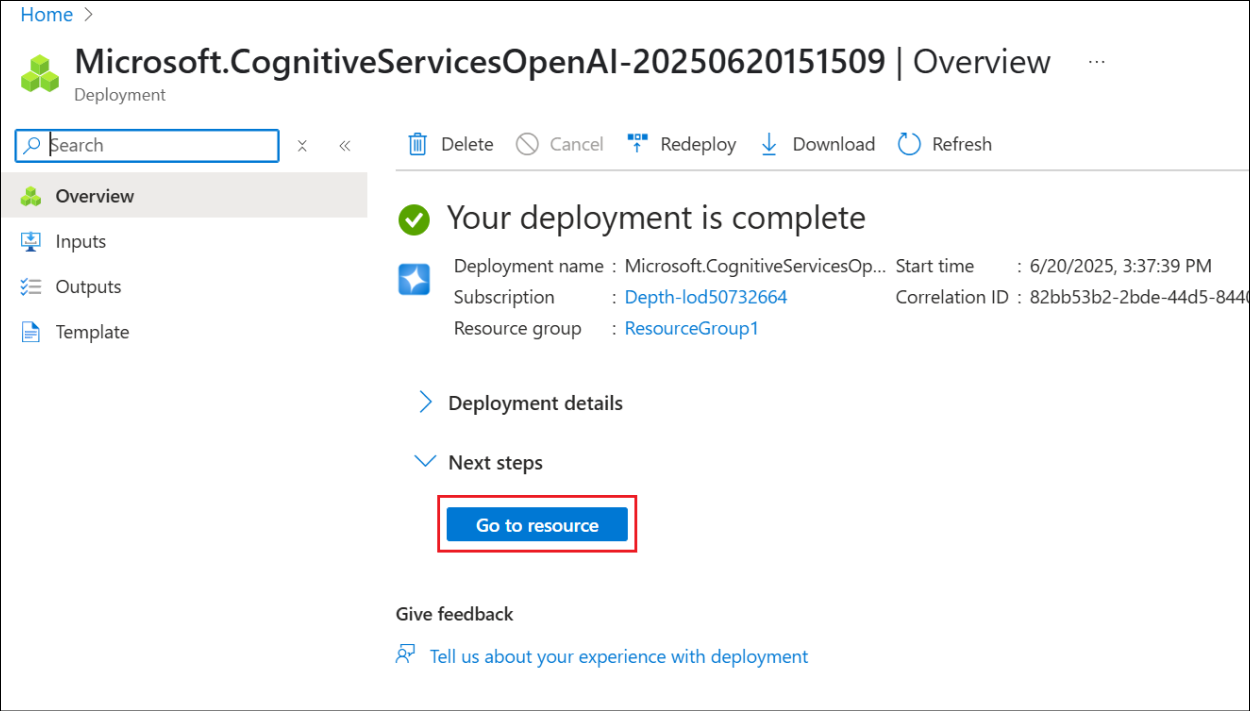 Home
Microsoft.CognitiveServicesOpenAI-20250620151509 | Overview ...
Deployment
Search
Delete Cancel Redeploy Download Refresh
Overview
Inputs
Outputs
Template
Your deployment is complete
Deployment name : Microsoft.CognitiveServicesOp... Start time : 6/20/2025, 3:37:39 PM
Subscription : Depth-lod50732664 Correlation ID : 82bb53b2-2bde-44d5-8440
Resource group : ResourceGroup1
Deployment details
Next steps
Go to resource
Give feedback
Tell us about your experience with deployment